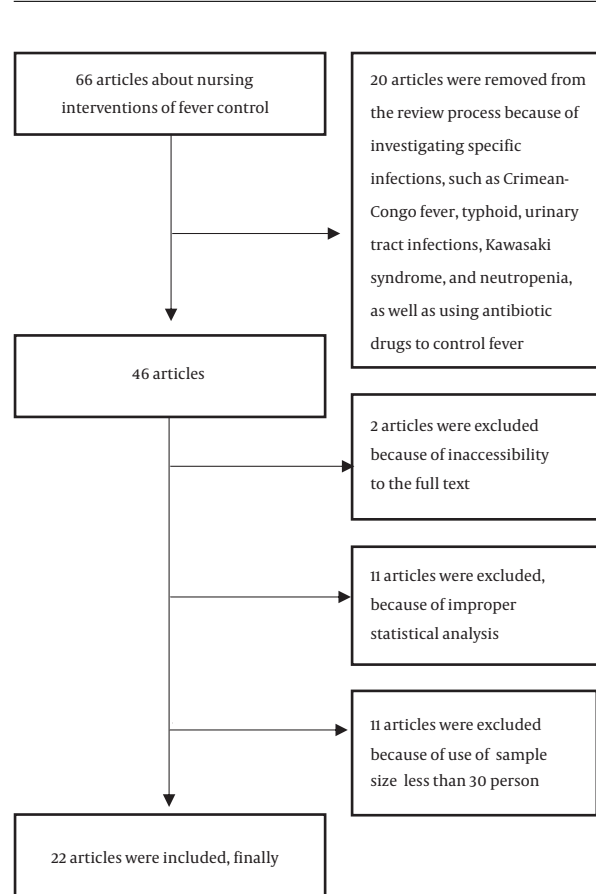 66 articles about nursing
interventions of fever control
20 articles were removed from
the review process because of
investigating specific
infections, such as Crimean-
Congo fever, typhoid, urinary
tract infections, Kawasaki
syndrome, and neutropenia,
as well as using antibiotic
drugs to control fever
46 articles
2 articles were excluded
because of inaccessibility
to the full text
11 articles were excluded,
because of improper
statistical analysis
11 articles were excluded
because of use of sample
size less than 30 person
22 articles were included, finally